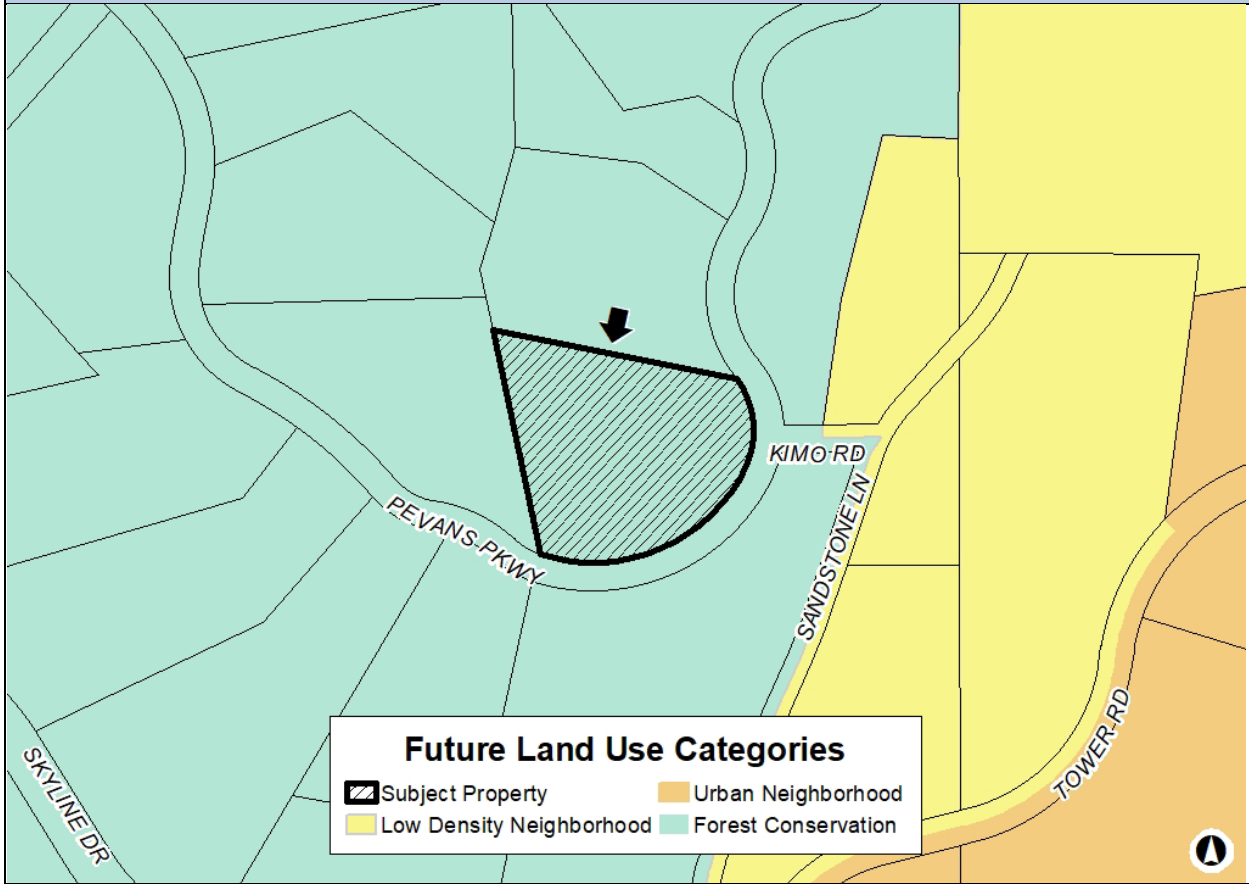 KIMO RD
PEVANS PKWY
SANDSTONE LN
SKYLINE DR
TOWER RD
Future Land Use Categories
Subject Property
Urban Neighborhood
Low Density Neighborhood
Forest Conservation